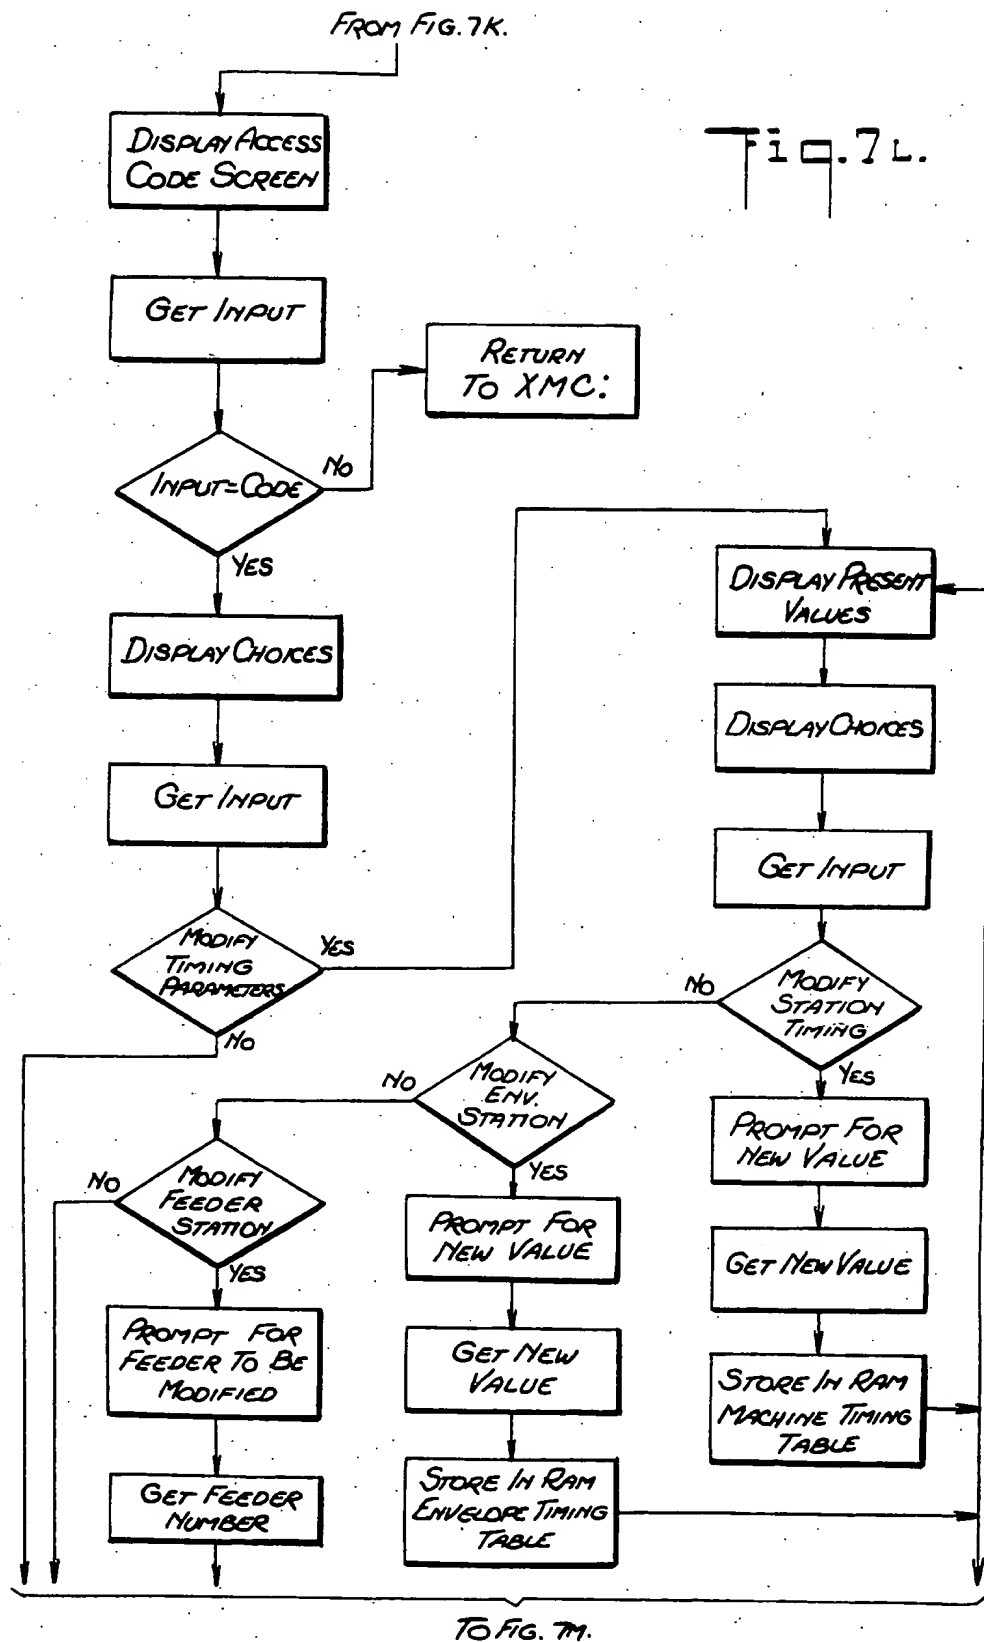 FROM FIG. 7K.
Fig. 7L.
DISPLAY ACCESS
CODE SCREEN
GET INPUT
RETURN
TO XMC:
INPUT=CODE
NO
YES
DISPLAY CHOICES
GET INPUT
MODIFY
TIMING
PARAMETERS
YES
NO
DISPLAY PRESENT
VALUES
DISPLAY CHOICES
GET INPUT
MODIFY
STATION
TIMING
NO
YES
PROMPT FOR
NEW VALUE
GET NEW VALUE
STORE IN RAM
MACHINE TIMING
TABLE
MODIFY
ENV.
STATION
NO
YES
PROMPT FOR
NEW VALUE
GET NEW
VALUE
STORE IN RAM
ENVELOPE TIMING
TABLE
MODIFY
FEEDER
STATION
NO
YES
PROMPT FOR
FEEDER TO BE
MODIFIED
GET FEEDER
NUMBER
TO FIG. 7M.